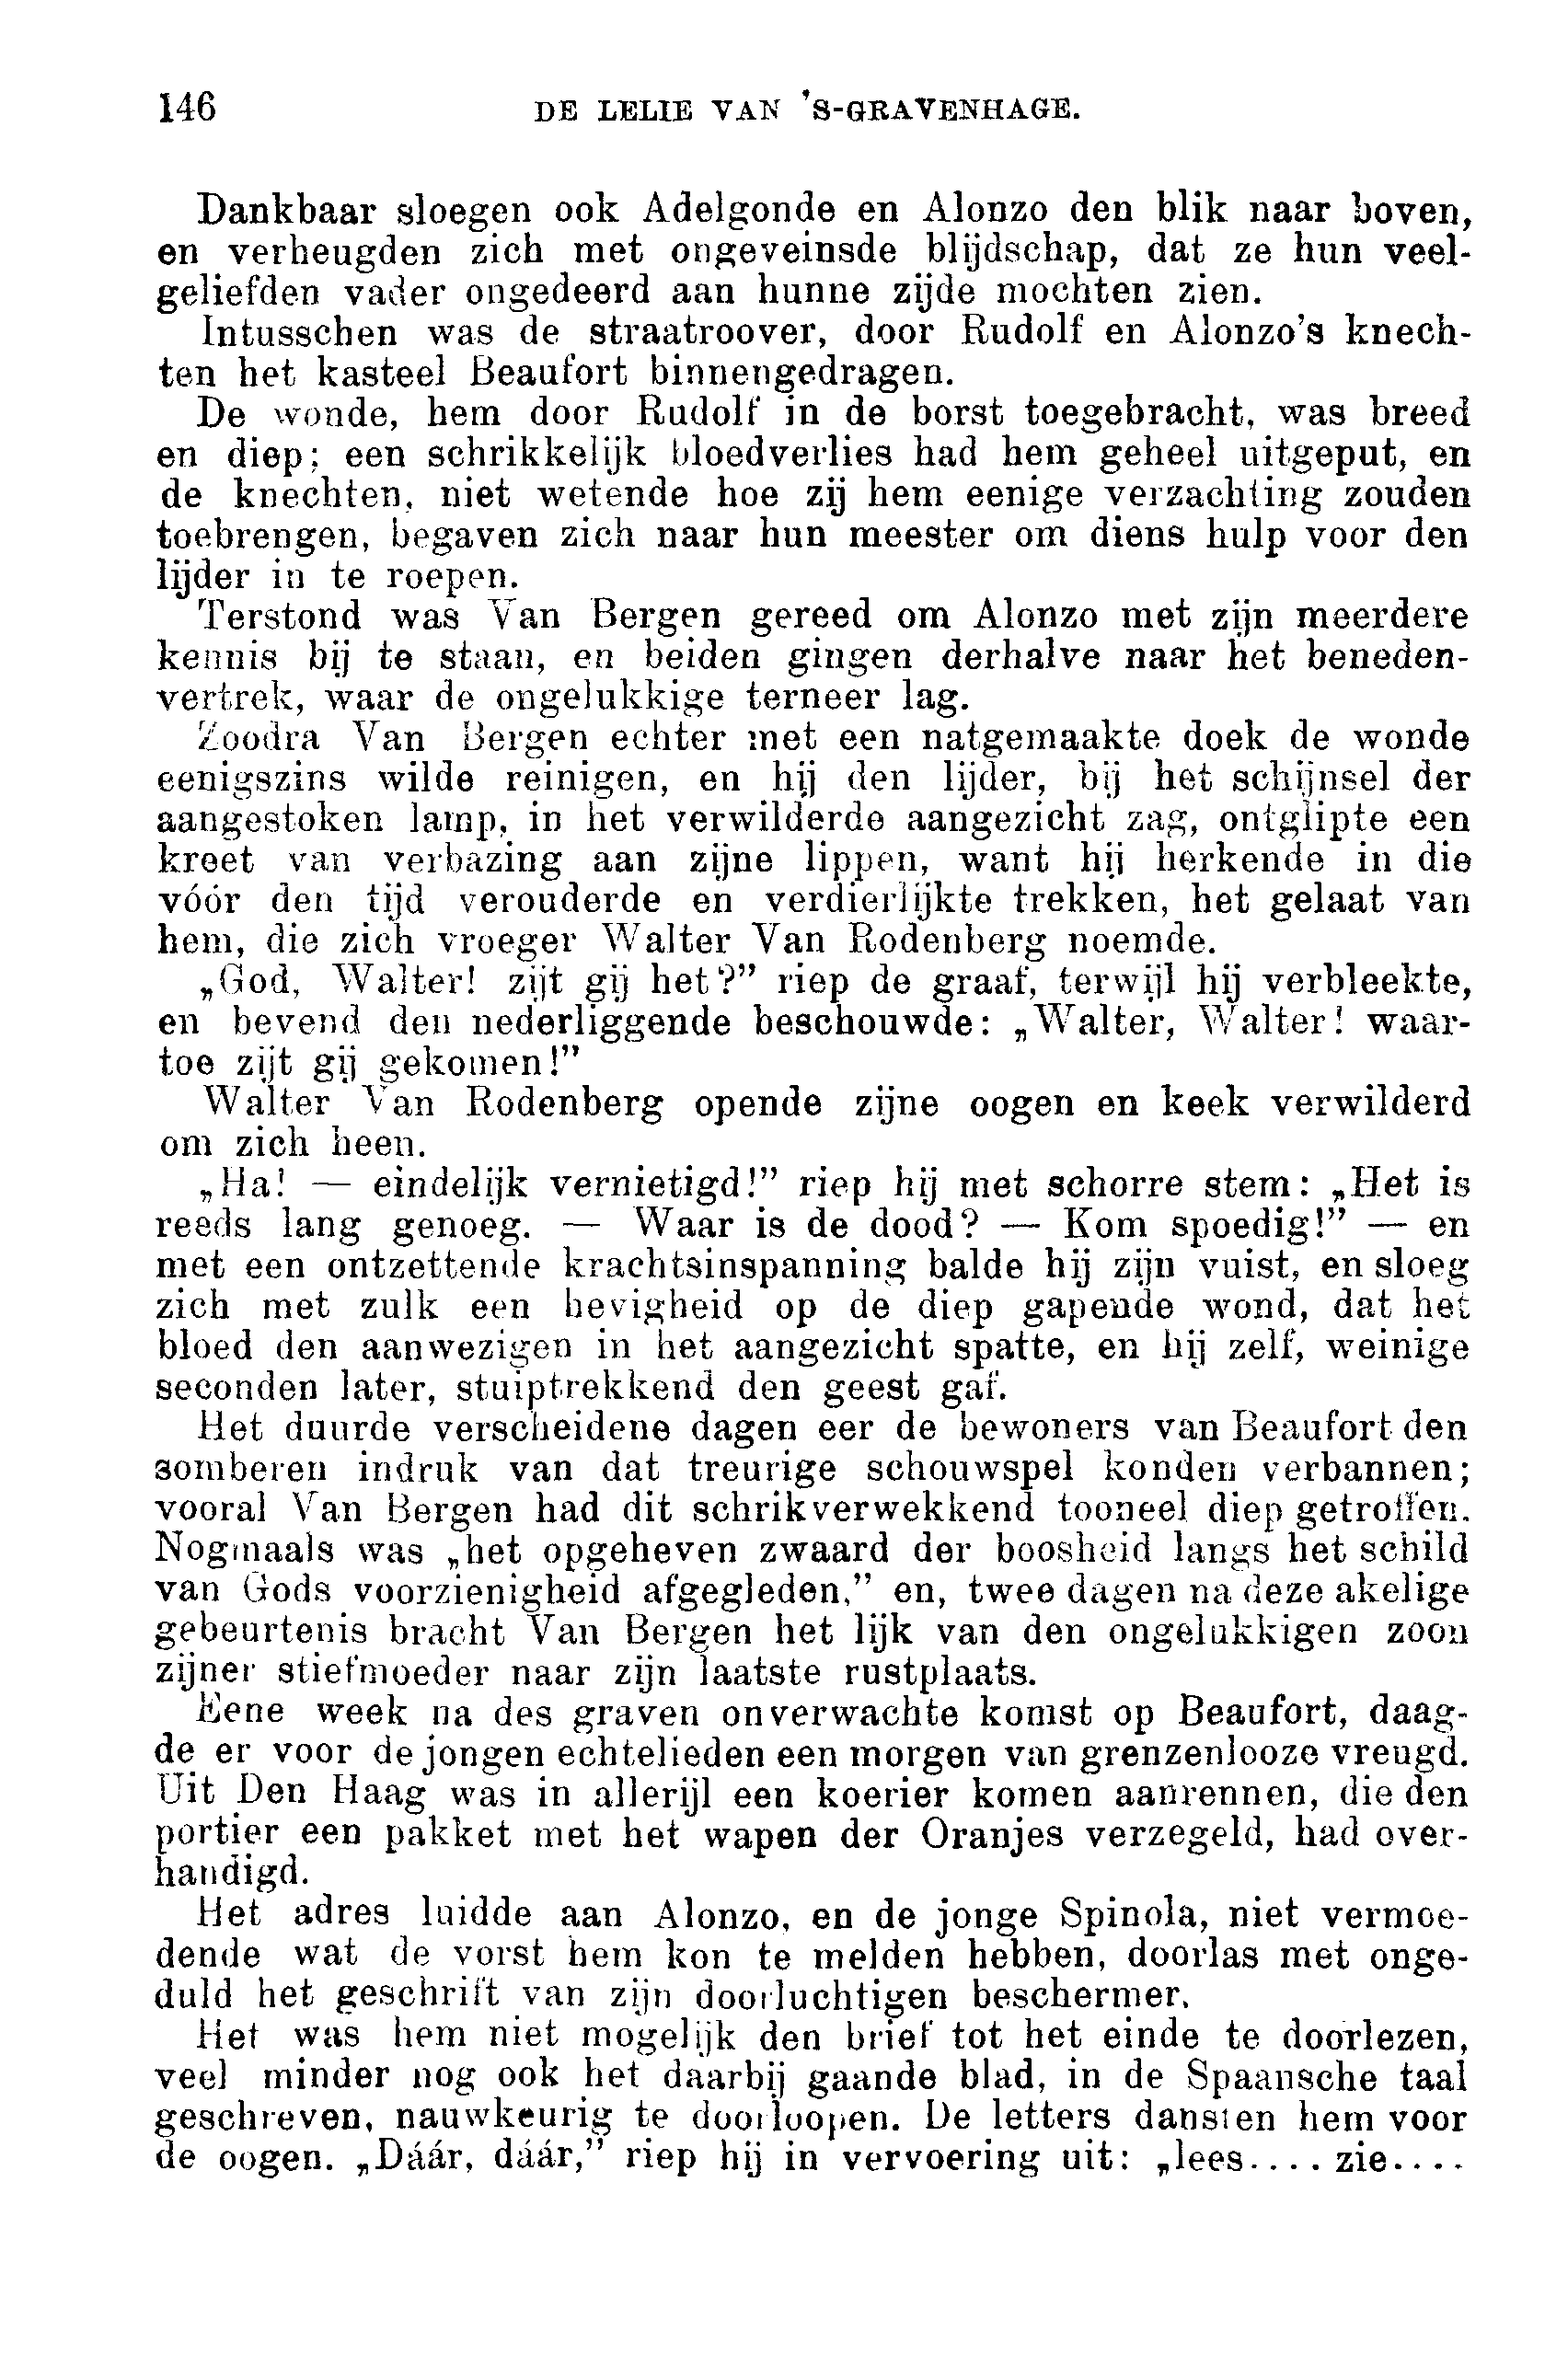 146 DE LELIE VAN 'S-GRAVENHAGE.
Dankbaar sloegen ook Adelgonde en Alonzo den blik naar boven,
en verheugden zich met ongeveinsde blijdschap, dat ze hun veel-
geliefden vader ongedeerd aan hunne zijde mochten zien.
Intusschen was de straatroover, door Rudolf en Alonzo's knech-
ten het kasteel Beaufort binnengedragen.
De wonde, hem door Rudolf in de borst toegebracht, was breed
en diep; een schrikkelijk bloedverlies had hem geheel uitgeput, en
de knechten, niet wetende hoe zij hem eenige verzachting zouden
toebrengen, begaven zich naar hun meester om diens hulp voor den
lijder in te roepen.
Terstond was Van Bergen gereed om Alonzo met zijn meerdere
kennis bij te staan, en beiden gingen derhalve naar het beneden-
vertrek, waar de ongelukkige terneer lag.
Zoodra Van Bergen echter met een natgemaakte doek de wonde
eenigszins wilde reinigen, en hij den lijder, bij het schijnsel der
aangestoken lamp, in het verwilderde aangezicht zag, ontglipte een
kreet van verbazing aan zijne lippen, want hij herkende in die
vóór den tijd verouderde en verdierlijkte trekken, het gelaat van
hem, die zich vroeger Walter Van Rodenberg noemde.
„God, Walter! zijt gij het?” riep de graaf, terwijl hij verbleekte,
en bevend den nederliggende beschouwde: „Walter, Walter! waar-
toe zijt gij gekomen!”
Walter Van Rodenberg opende zijne oogen en keek verwilderd
om zich heen.
„Ha! — eindelijk vernietigd!” riep hij met schorre stem: „Het is
reeds lang genoeg. — Waar is de dood? — Kom spoedig!” — en
met een ontzettende krachtsinspanning balde hij zijn vuist, en sloeg
zich met zulk een hevigheid op de diep gapende wond, dat het
bloed den aanwezigen in het aangezicht spatte, en hij zelf, weinige
seconden later, stuiptrekkend den geest gaf.
Het duurde verscheidene dagen eer de bewoners van Beaufort den
somberen indruk van dat treurige schouwspel konden verbannen;
vooral Van Bergen had dit schrikverwekkend tooneel diep getroffen.
Nogmaals was „het opgeheven zwaard der boosheid langs het schild
van Gods voorzienigheid afgegleden,” en, twee dagen na deze akelige
gebeurtenis bracht Van Bergen het lijk van den ongelukkigen zoon
zijner stiefmoeder naar zijn laatste rustplaats.
Eene week na des graven onverwachte komst op Beaufort, daag-
de er voor de jongen echtelieden een morgen van grenzenlooze vreugd.
Uit Den Haag was in allerijl een koerier komen aanrennen, die den
portier een pakket met het wapen der Oranjes verzegeld, had over-
handigd.
Het adres luidde aan Alonzo, en de jonge Spinola, niet vermoe-
dende wat de vorst hem kon te melden hebben, doorlas met onge-
duld het geschrift van zijn doorluchtigen beschermer.
Het was hem niet mogelijk den brief tot het einde te doorlezen,
veel minder nog ook het daarbij gaande blad, in de Spaansche taal
geschreven, nauwkeurig te doorloopen. De letters dansten hem voor
de oogen. „Dáár, dáár,” riep hij in vervoering uit: „lees.... zie....